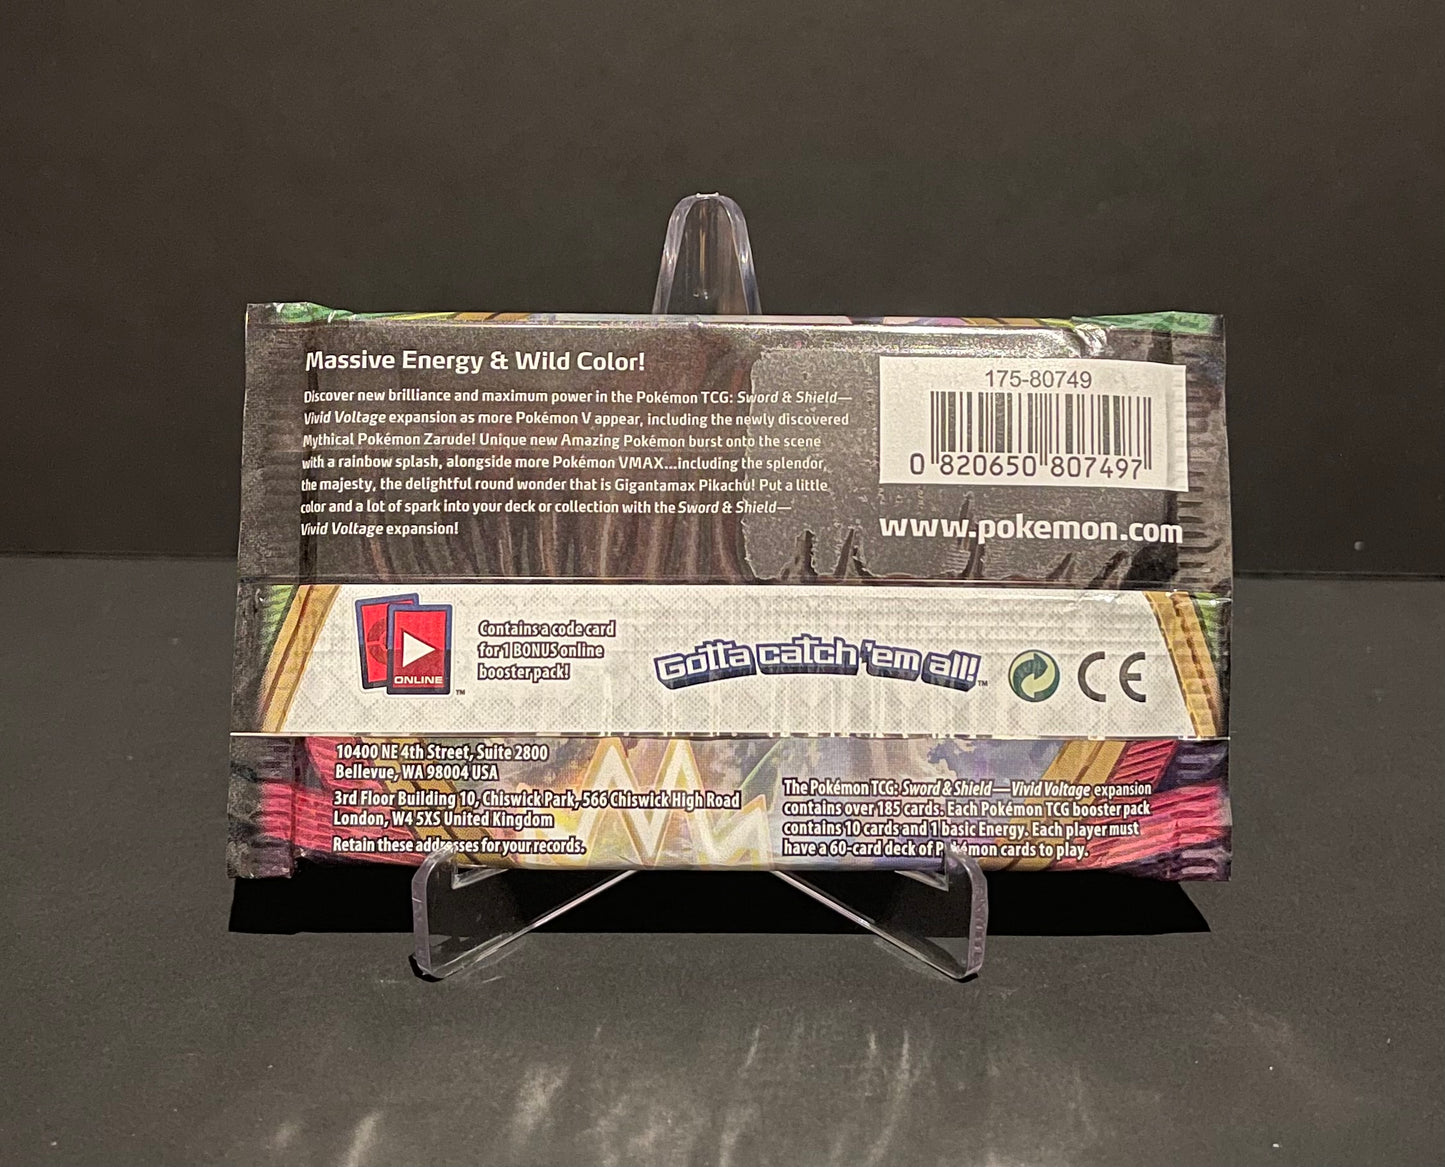 Massive Energy & Wild Color!
Discover new brilliance and maximum power in the Pokémon TCG: Sword & Shield—
Vivid Voltage expansion as more Pokémon V appear, including the newly discovered
Mythical Pokémon Zarude! Unique new Amazing Pokémon burst onto the scene
with a rainbow splash, alongside more Pokémon VMAX...including the splendor,
the majesty, the delightful round wonder that is Gigantamax Pikachu! Put a little
color and a lot of spark into your deck or collection with the Sword & Shield—
Vivid Voltage expansion!
175-80749
0 820650 807497
www.pokemon.com
ONLINE
™
Contains a code card
for 1 BONUS online
booster pack!
Gotta catch 'em all!™
CE
10400 NE 4th Street, Suite 2800
Bellevue, WA 98004 USA
3rd Floor Building 10, Chiswick Park, 566 Chiswick High Road
London, W4 5XS United Kingdom
Retain these addresses for your records.
The Pokémon TCG: Sword & Shield—Vivid Voltage expansion
contains over 185 cards. Each Pokémon TCG booster pack
contains 10 cards and 1 basic Energy. Each player must
have a 60-card deck of Pokémon cards to play.